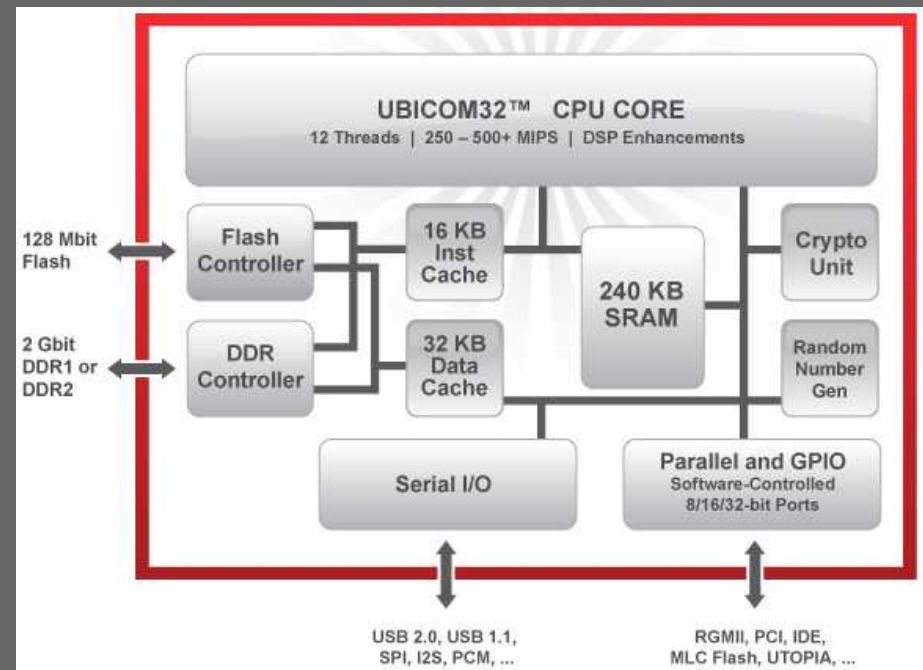 UBICOM32™ CPU CORE
12 Threads | 250 – 500+ MIPS | DSP Enhancements
128 Mbit
Flash
Flash
Controller
16 KB
Inst
Cache
240 KB
SRAM
Crypto
Unit
2 Gbit
DDR1 or
DDR2
DDR
Controller
32 KB
Data
Cache
Random
Number
Gen
Serial I/O
Parallel and GPIO
Software-Controlled
8/16/32-bit Ports
USB 2.0, USB 1.1,
SPI, I2S, PCM, ...
RGMII, PCI, IDE,
MLC Flash, UTOPIA, ...